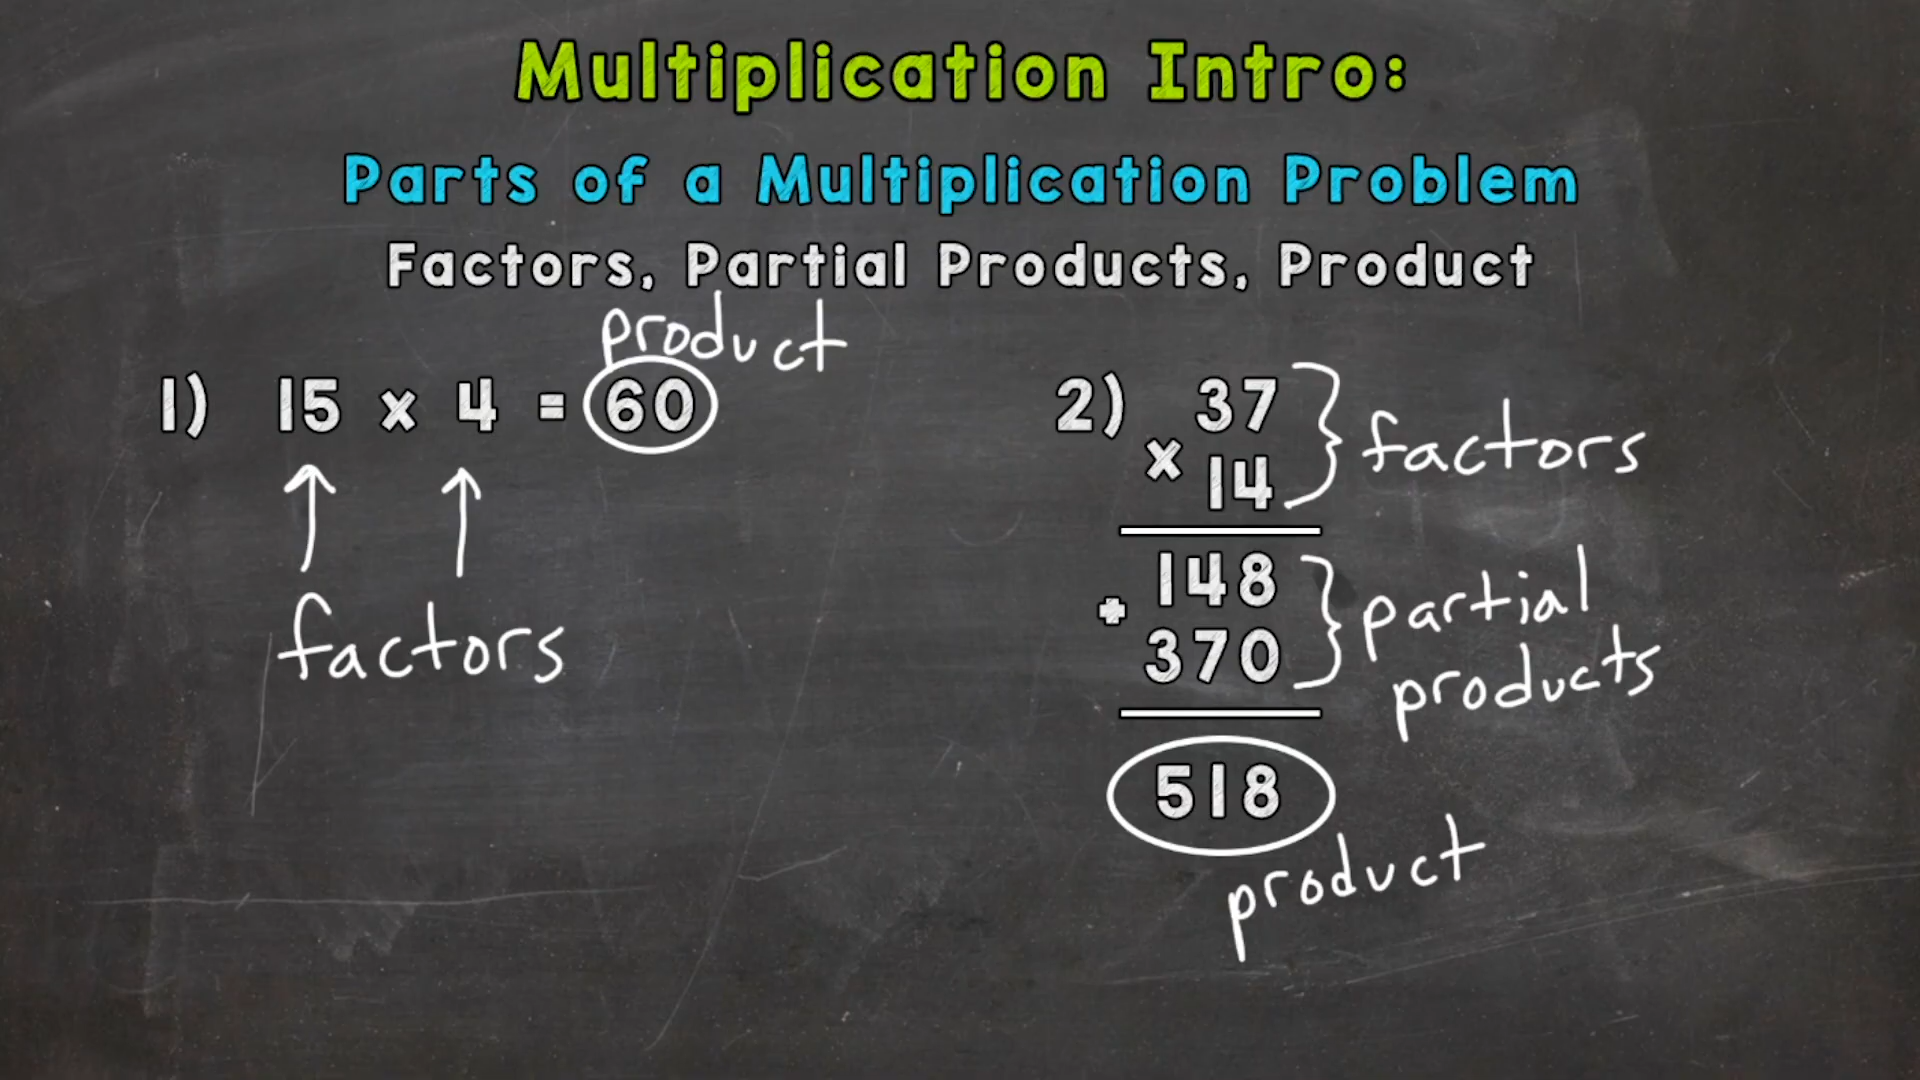 Multiplication Intro:
Parts of a Multiplication Problem
Factors, Partial Products, Product
product
1) 15 x 4 = 60
factors
2) 37
x 14
factors
148
+ 370
partial
products
518
product